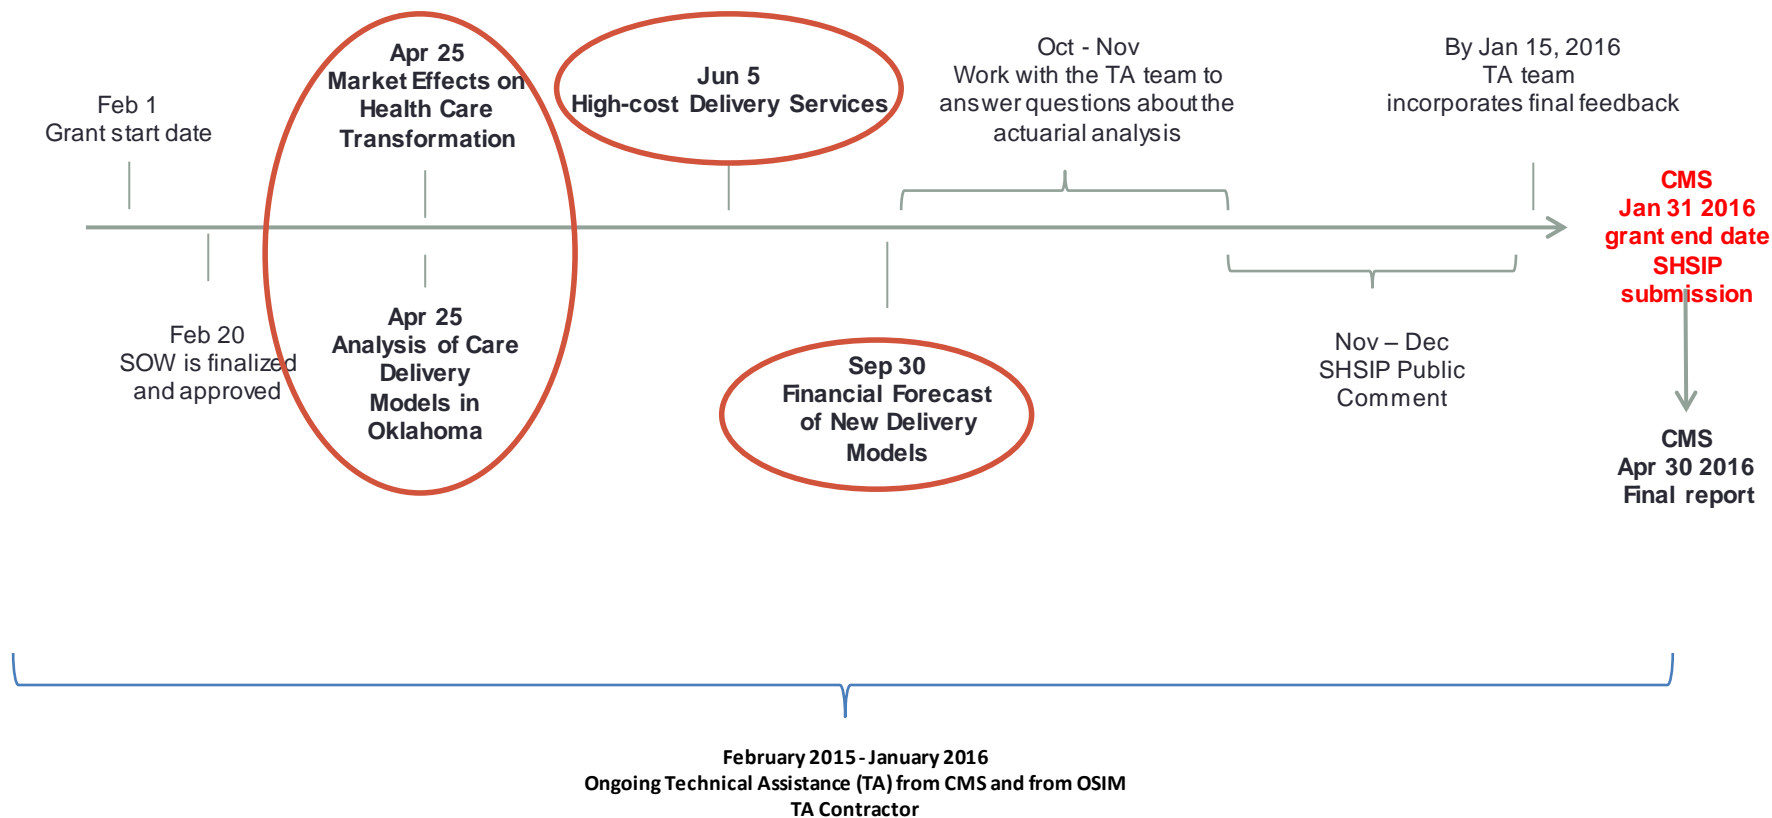 Feb 1
Grant start date
Apr 25
Market Effects on
Health Care
Transformation
Jun 5
High-cost Delivery Services
Oct - Nov
Work with the TA team to
answer questions about the
actuarial analysis
By Jan 15, 2016
TA team
incorporates final feedback
CMS
Jan 31 2016
grant end date
SHSIP
submission
Feb 20
SOW is finalized
and approved
Apr 25
Analysis of Care
Delivery
Models in
Oklahoma
Sep 30
Financial Forecast
of New Delivery
Models
Nov – Dec
SHSIP Public
Comment
CMS
Apr 30 2016
Final report
February 2015 - January 2016
Ongoing Technical Assistance (TA) from CMS and from OSIM
TA Contractor